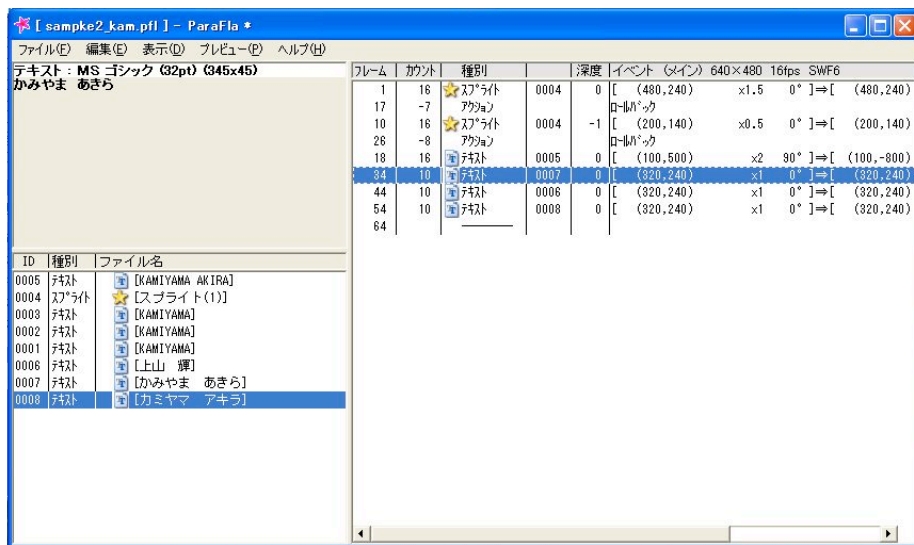 [ sampke2_kam.pfl ] - ParaFla *
ファイル(F) 編集(E) 表示(D) プレビュー(P) ヘルプ(H)
テキスト : MS ゴシック (32pt) (345x45)
かみやま あきら
ID 種別 ファイル名
0005 テキスト [KAMIYAMA AKIRA]
0004 スプライト [スプライト(1)]
0003 テキスト [KAMIYAMA]
0002 テキスト [KAMIYAMA]
0001 テキスト [KAMIYAMA]
0006 テキスト [上山 輝]
0007 テキスト [かみやま あきら]
0008 テキスト [カミヤマ アキラ]
フレーム カウント 種別 深度 イベント (メイン) 640×480 16fps SWF6
1 16 スプライト 0004 0 [ (480,240) x1.5 0° ]⇒[ (480,240)
17 -7 アクション ロールバック
10 16 スプライト 0004 -1 [ (200,140) x0.5 0° ]⇒[ (200,140)
26 -8 アクション ロールバック
18 16 テキスト 0005 0 [ (100,500) x2 90° ]⇒[ (100,-800)
34 10 テキスト 0007 0 [ (320,240) x1 0° ]⇒[ (320,240)
44 10 テキスト 0006 0 [ (320,240) x1 0° ]⇒[ (320,240)
54 10 テキスト 0008 0 [ (320,240) x1 0° ]⇒[ (320,240)
64